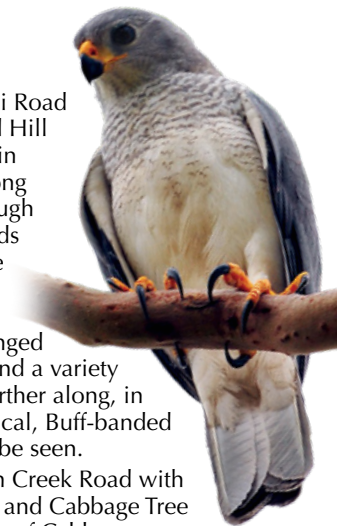 i Road
Hill
in
ng
ugh
ds
e
nged
nd a variety
rther along, in
cal, Buff-banded
be seen.
Creek Road with
and Cabbage Tree